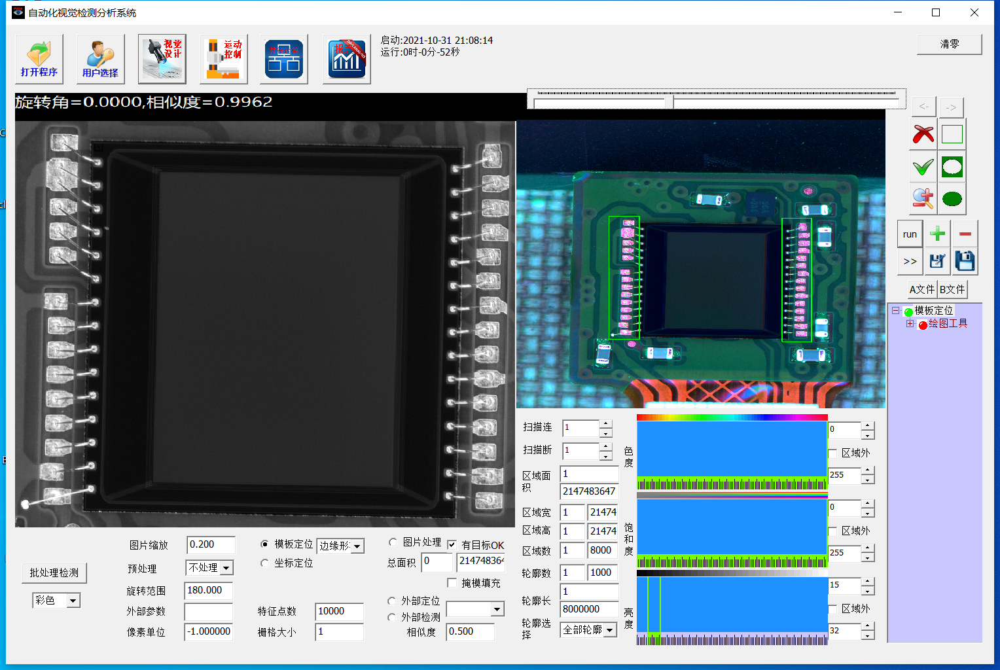 自动化视觉检测分析系统
打开程序
用户选择
视觉
设计
运动
控制
启动:2021-10-31 21:08:14
运行:0时-0分-52秒
清零
旋转角=0.0000,相似度=0.9962
<-
->
run
>>
A文件
B文件
模板定位
绘图工具
批处理检测
彩色
图片缩放 0.200
预处理 不处理
旋转范围 180.000
外部参数
像素单位 -1.000000
模板定位 边缘形
坐标定位
特征点数 10000
栅格大小 1
图片处理 有目标OK
总面积 0 21474836
掩模填充
外部定位
外部检测
相似度 0.500
扫描连 1
扫描断 1
区域面
积
1
2147483647
区域宽 1 21474
区域高 1 21474
区域数 1 8000
轮廓数 1 1000
轮廓长
1
8000000
轮廓选
择
全部轮廓
色
度
0
区域外
255
饱
和
度
0
区域外
255
亮
度
15
区域外
32